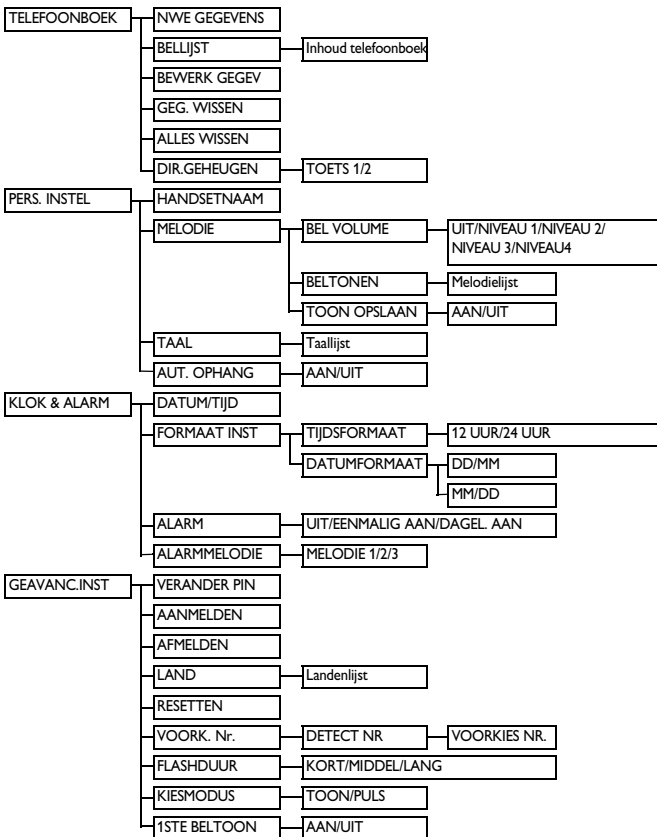 TELEFOONBOEK NWE GEGEVENS
BELLIJST Inhoud telefoonboek
BEWERK GEGEV
GEG. WISSEN
ALLES WISSEN
DIR.GEHEUGEN TOETS 1/2
PERS. INSTEL HANDSETNAAM
MELODIE BEL VOLUME UIT/NIVEAU 1/NIVEAU 2/
NIVEAU 3/NIVEAU4
BELTONEN Melodielijst
TOON OPSLAAN AAN/UIT
TAAL Taallijst
AUT. OPHANG AAN/UIT
KLOK & ALARM DATUM/TIJD
FORMAAT INST TIJDSFORMAAT 12 UUR/24 UUR
DATUMFORMAAT DD/MM
MM/DD
ALARM UIT/EENMALIG AAN/DAGEL. AAN
ALARMMELODIE MELODIE 1/2/3
GEAVANC.INST VERANDER PIN
AANMELDEN
AFMELDEN
LAND Landenlijst
RESETTEN
VOORK. Nr. DETECT NR VOORKIES NR.
FLASHDUUR KORT/MIDDEL/LANG
KIESMODUS TOON/PULS
1STE BELTOON AAN/UIT